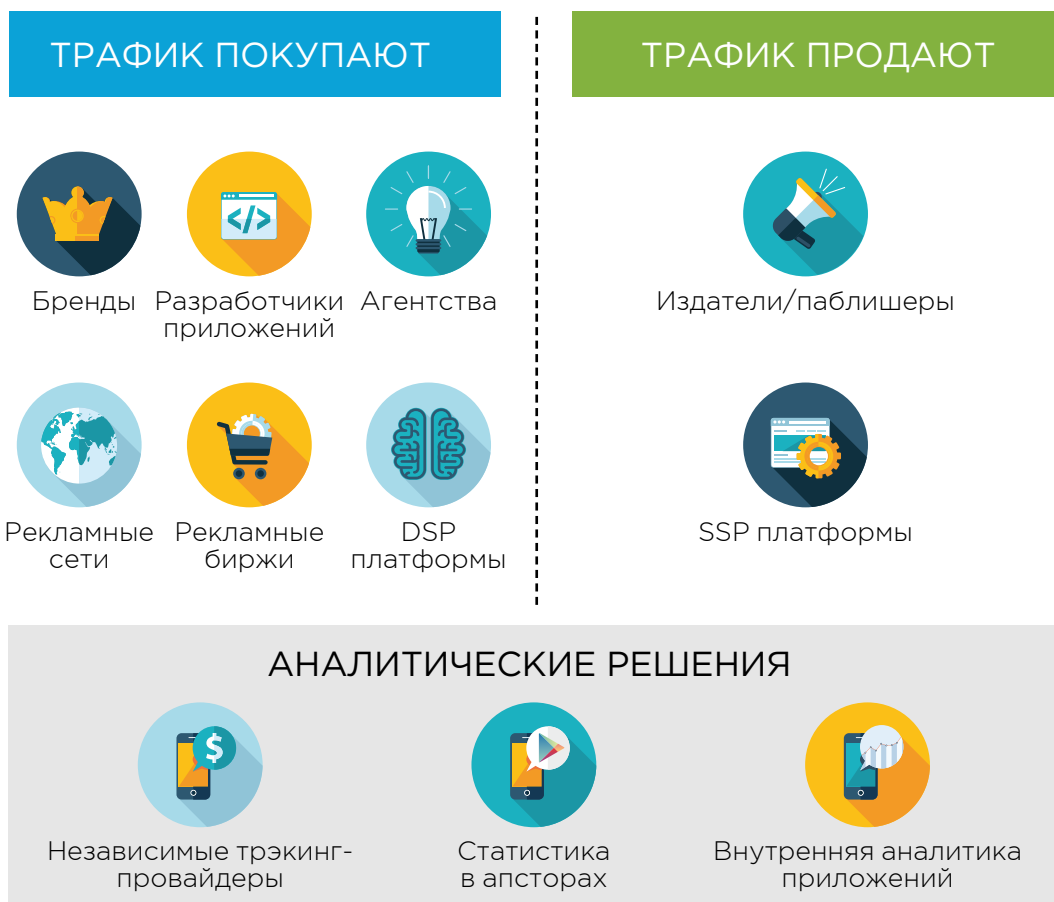 ТРАФИК ПОКУПАЮТ
ТРАФИК ПРОДАЮТ
</>
Бренды
Разработчики
приложений
Агентства
Издатели/паблишеры
Рекламные
сети
Рекламные
биржи
DSP
платформы
SSP платформы
АНАЛИТИЧЕСКИЕ РЕШЕНИЯ
$
Независимые трэкинг-
провайдеры
Статистика
в апсторах
Внутренняя аналитика
приложений